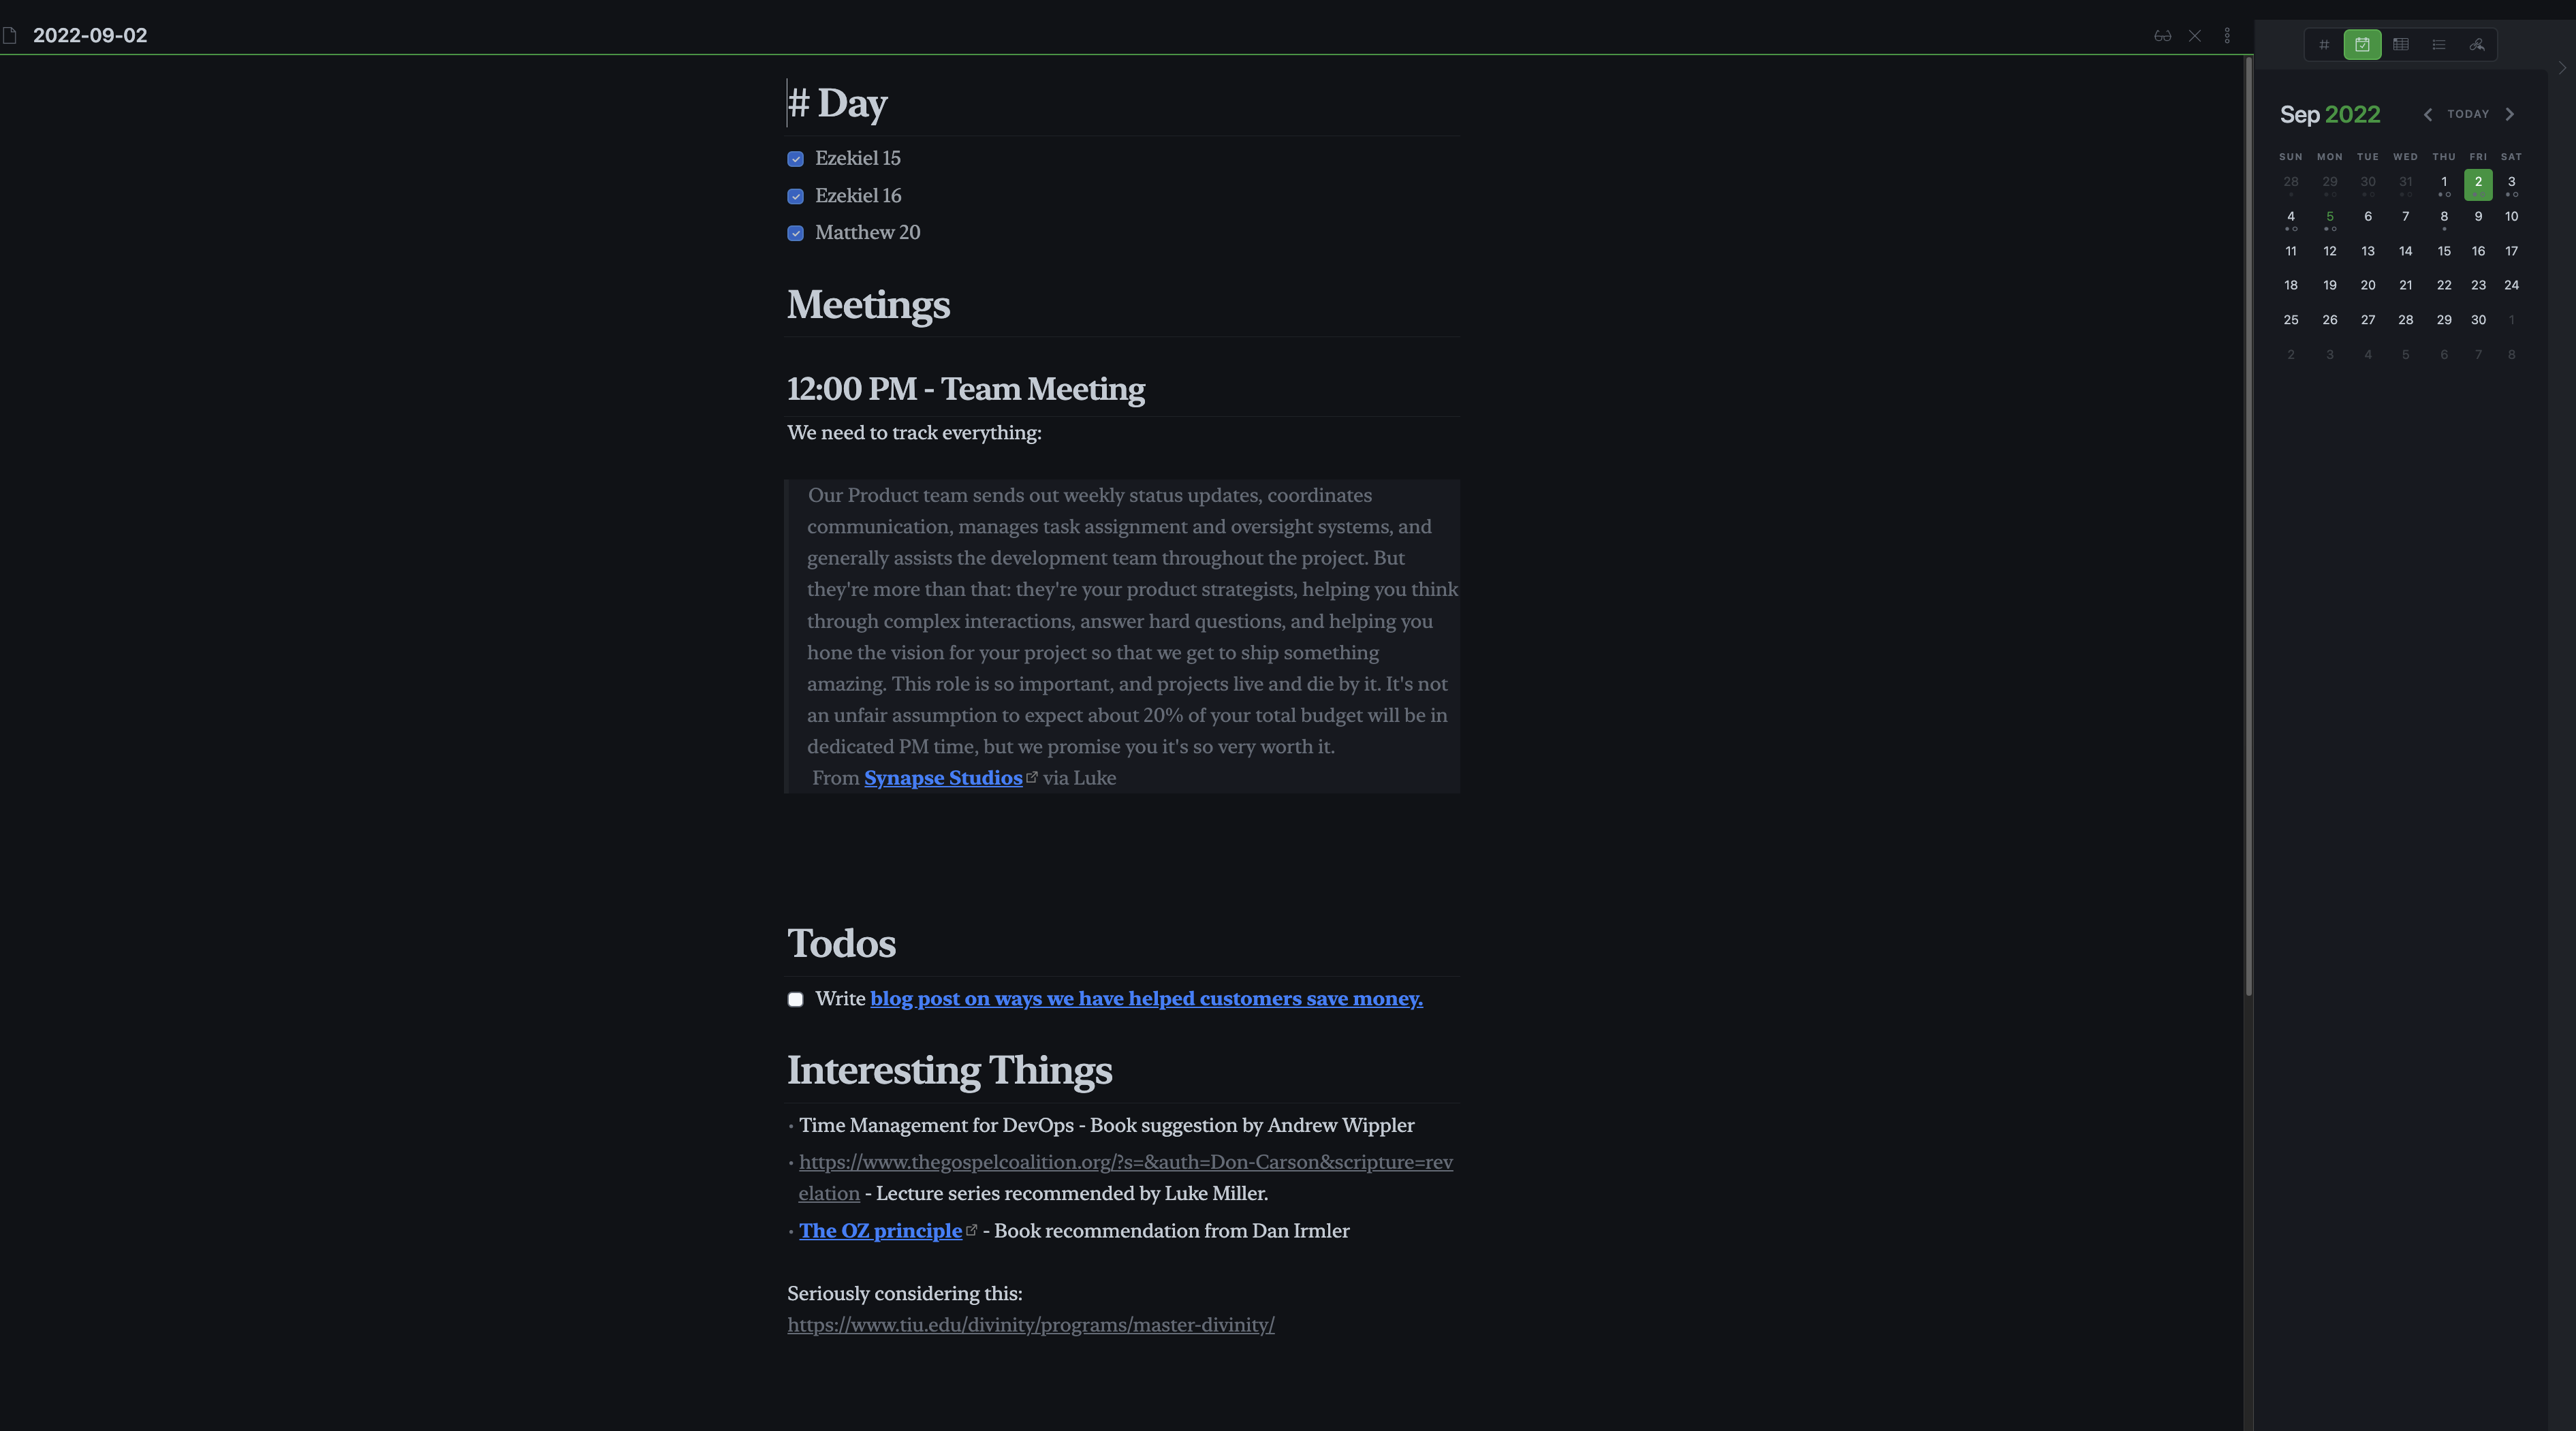 2022-09-02
# Day
Ezekiel 15
Ezekiel 16
Matthew 20
Meetings
12:00 PM - Team Meeting
We need to track everything:
Our Product team sends out weekly status updates, coordinates
communication, manages task assignment and oversight systems, and
generally assists the development team throughout the project. But
they're more than that: they're your product strategists, helping you think
through complex interactions, answer hard questions, and helping you
hone the vision for your project so that we get to ship something
amazing. This role is so important, and projects live and die by it. It's not
an unfair assumption to expect about 20% of your total budget will be in
dedicated PM time, but we promise you it's so very worth it.
From Synapse Studios via Luke
Todos
Write blog post on ways we have helped customers save money.
Interesting Things
• Time Management for DevOps - Book suggestion by Andrew Wippler
• https://www.thegospelcoalition.org/?s=&auth=Don-Carson&scripture=rev
elation - Lecture series recommended by Luke Miller.
• The OZ principle - Book recommendation from Dan Irmler
Seriously considering this:
https://www.tiu.edu/divinity/programs/master-divinity/
Sep 2022 TODAY
SUN MON TUE WED THU FRI SAT
28 29 30 31 1 2 3
4 5 6 7 8 9 10
11 12 13 14 15 16 17
18 19 20 21 22 23 24
25 26 27 28 29 30 1
2 3 4 5 6 7 8